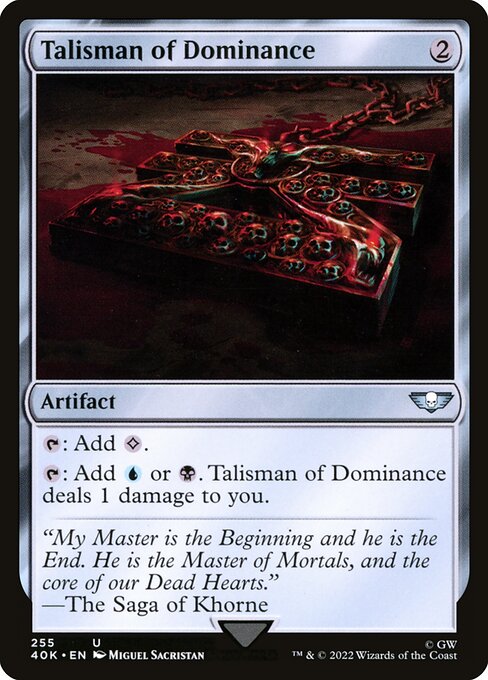 Talisman of Dominance 2
Artifact
: Add .
: Add or . Talisman of Dominance
deals 1 damage to you.
“My Master is the Beginning and he is the
End. He is the Master of Mortals, and the
core of our Dead Hearts.”
—The Saga of Khorne
255 U
40K • EN Miguel Sacristan
© GW
™ & © 2022 Wizards of the Coast